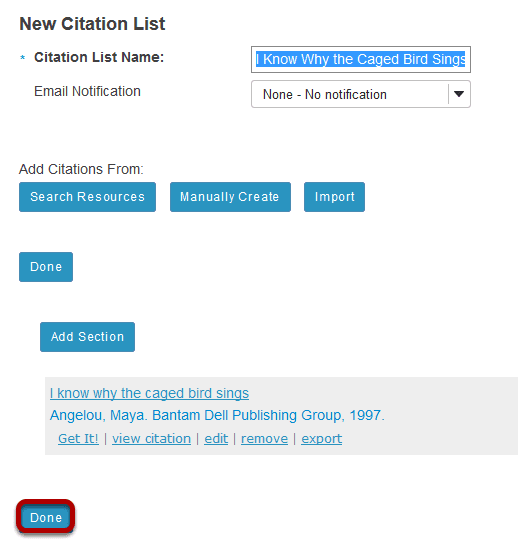 New Citation List
* Citation List Name: I Know Why the Caged Bird Sings
Email Notification None - No notification
Add Citations From:
Search Resources Manually Create Import
Done
Add Section
I know why the caged bird sings
Angelou, Maya. Bantam Dell Publishing Group, 1997.
Get It! | view citation | edit | remove | export
Done